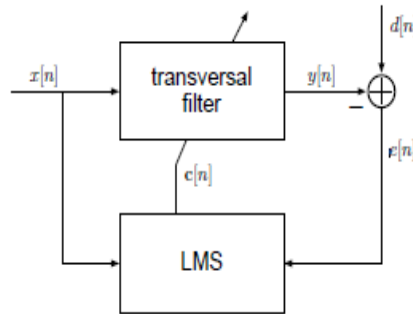 d[n
x[n]
transversal
filter
y[n]
−
c[n]
e[n]
LMS